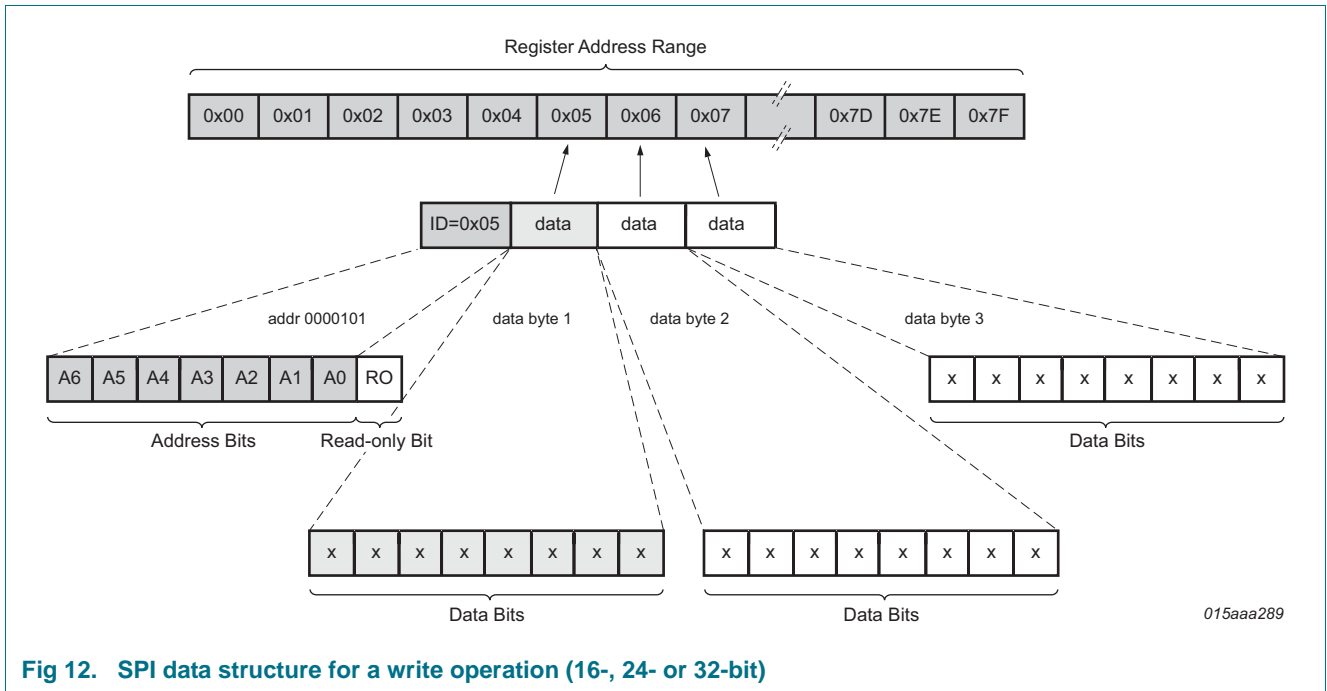 Register Address Range
0x00 0x01 0x02 0x03 0x04 0x05 0x06 0x07 0x7D 0x7E 0x7F
ID=0x05 data data data
addr 0000101 data byte 1 data byte 2 data byte 3
A6 A5 A4 A3 A2 A1 A0 RO x x x x x x x x
Address Bits Read-only Bit Data Bits
x x x x x x x x x x x x x x x x
Data Bits Data Bits
015aaa289
Fig 12. SPI data structure for a write operation (16-, 24- or 32-bit)